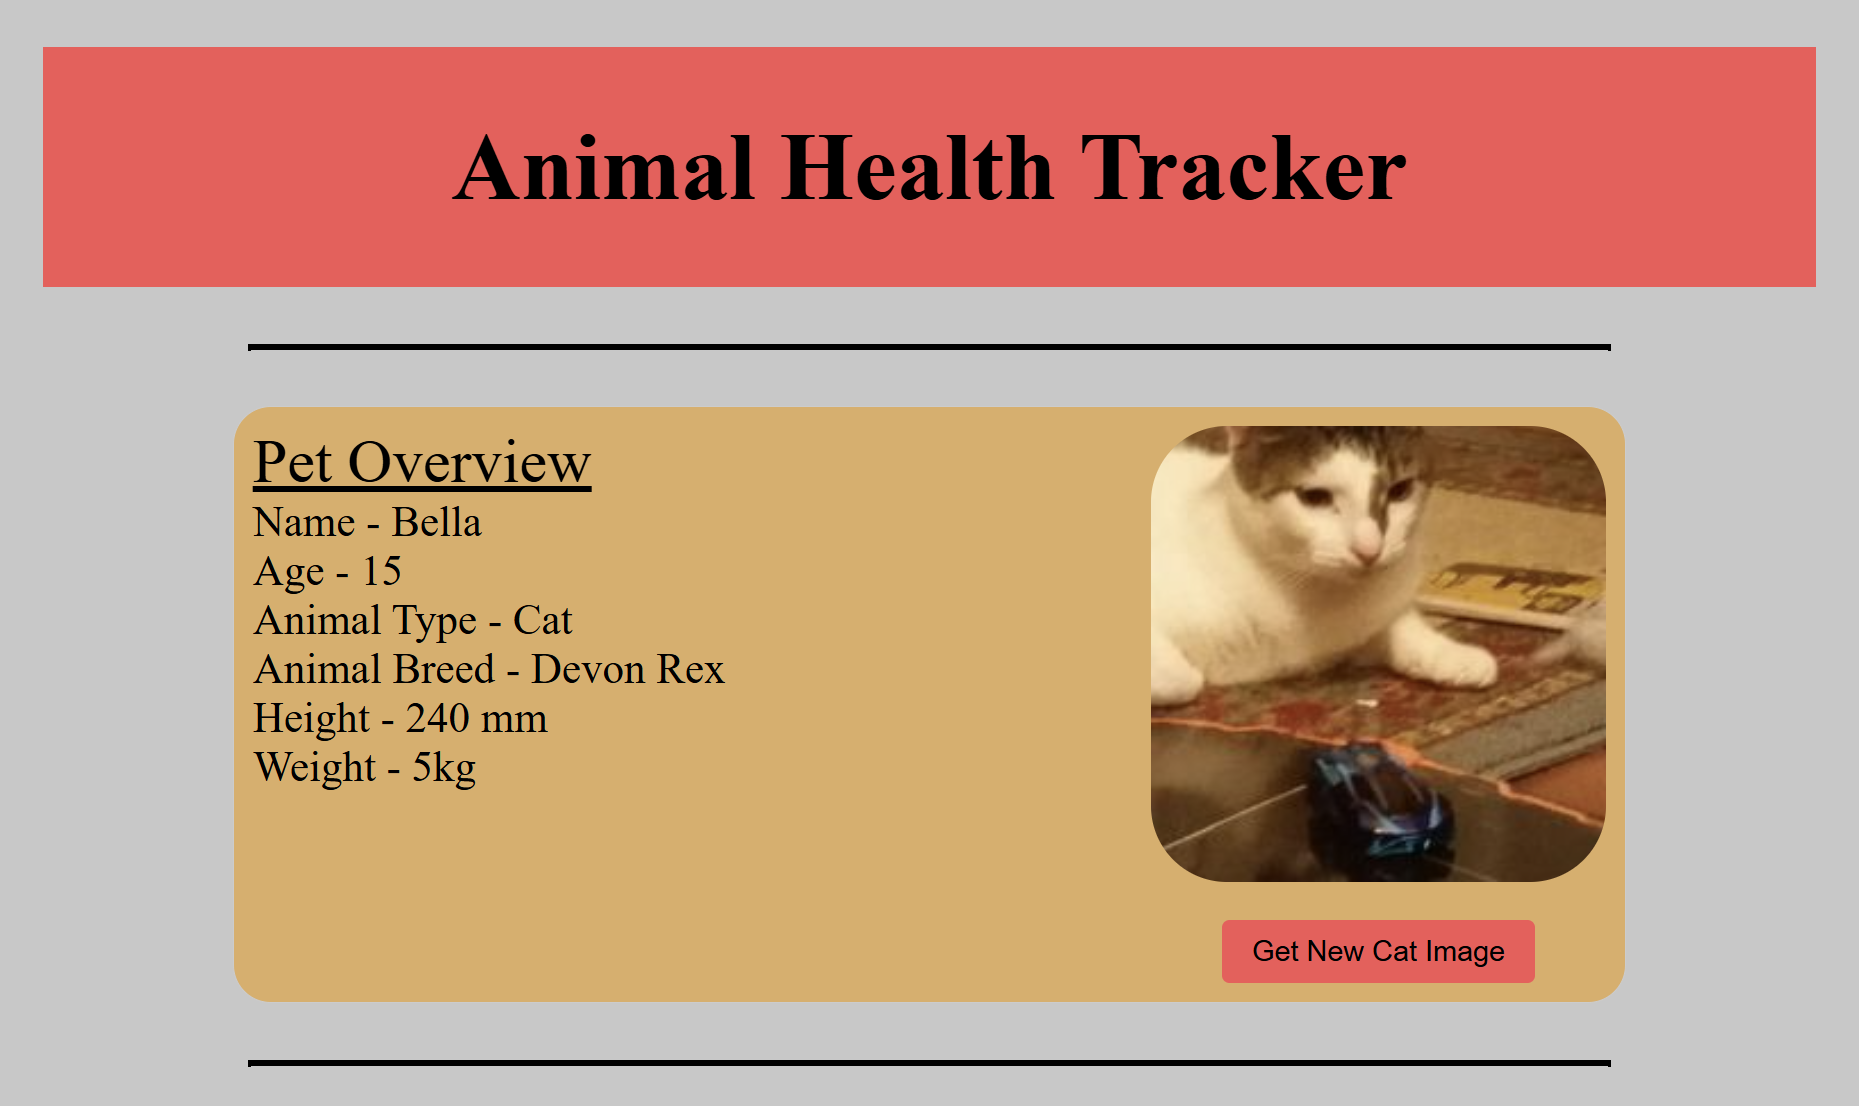 Animal Health Tracker
Pet Overview
Name - Bella
Age - 15
Animal Type - Cat
Animal Breed - Devon Rex
Height - 240 mm
Weight - 5kg
Get New Cat Image